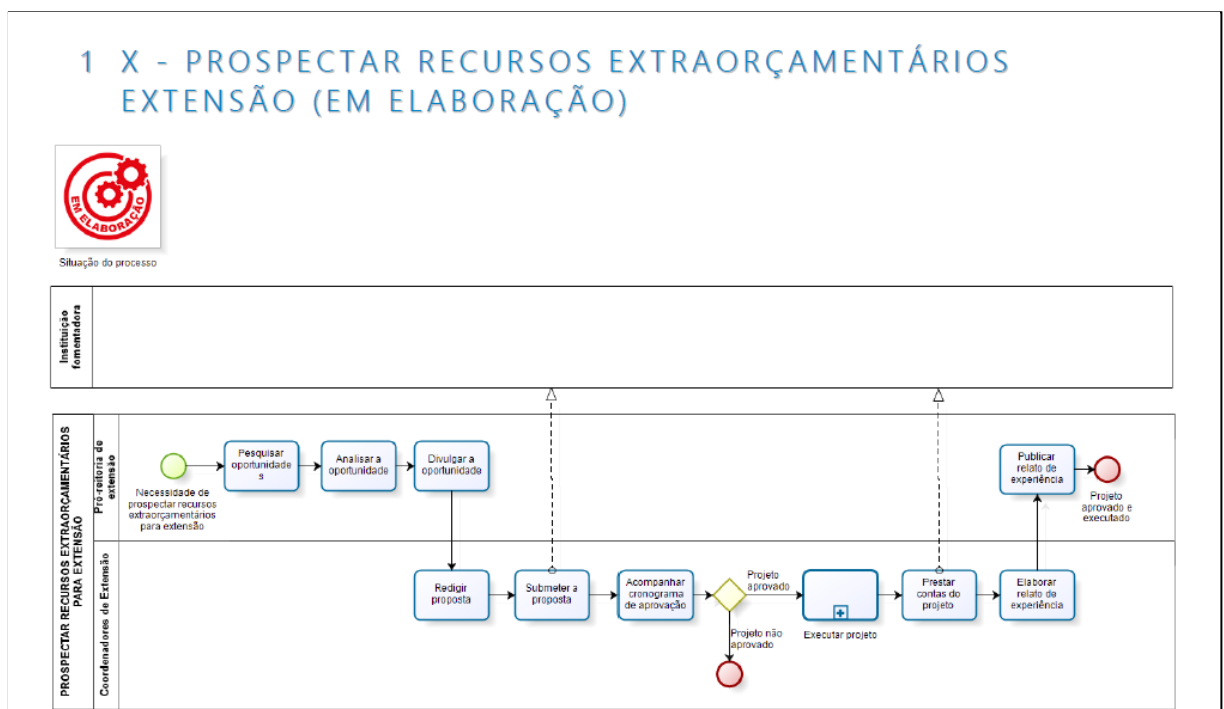 1 X - PROSPECTAR RECURSOS EXTRAORÇAMENTÁRIOS
EXTENSÃO (EM ELABORAÇÃO)
EM ELABORAÇÃO
Situação do processo
Instituição
fomentadora
PROSPECTAR RECURSOS EXTRAORÇAMENTÁRIOS
PARA EXTENSÃO
Pró-reitoria de
extensão
Necessidade de
prospectar recursos
extraorçamentários
para extensão
Pesquisar
oportunidade
s
Analisar a
oportunidade
Divulgar a
oportunidade
Publicar
relato de
experiência
Projeto
aprovado e
executado
Coordenadores de Extensão
Redigir
proposta
Submeter a
proposta
Acompanhar
cronograma
de aprovação
Projeto
aprovado
Projeto não
aprovado
Executar projeto
Prestar
contas do
projeto
Elaborar
relato de
experiência